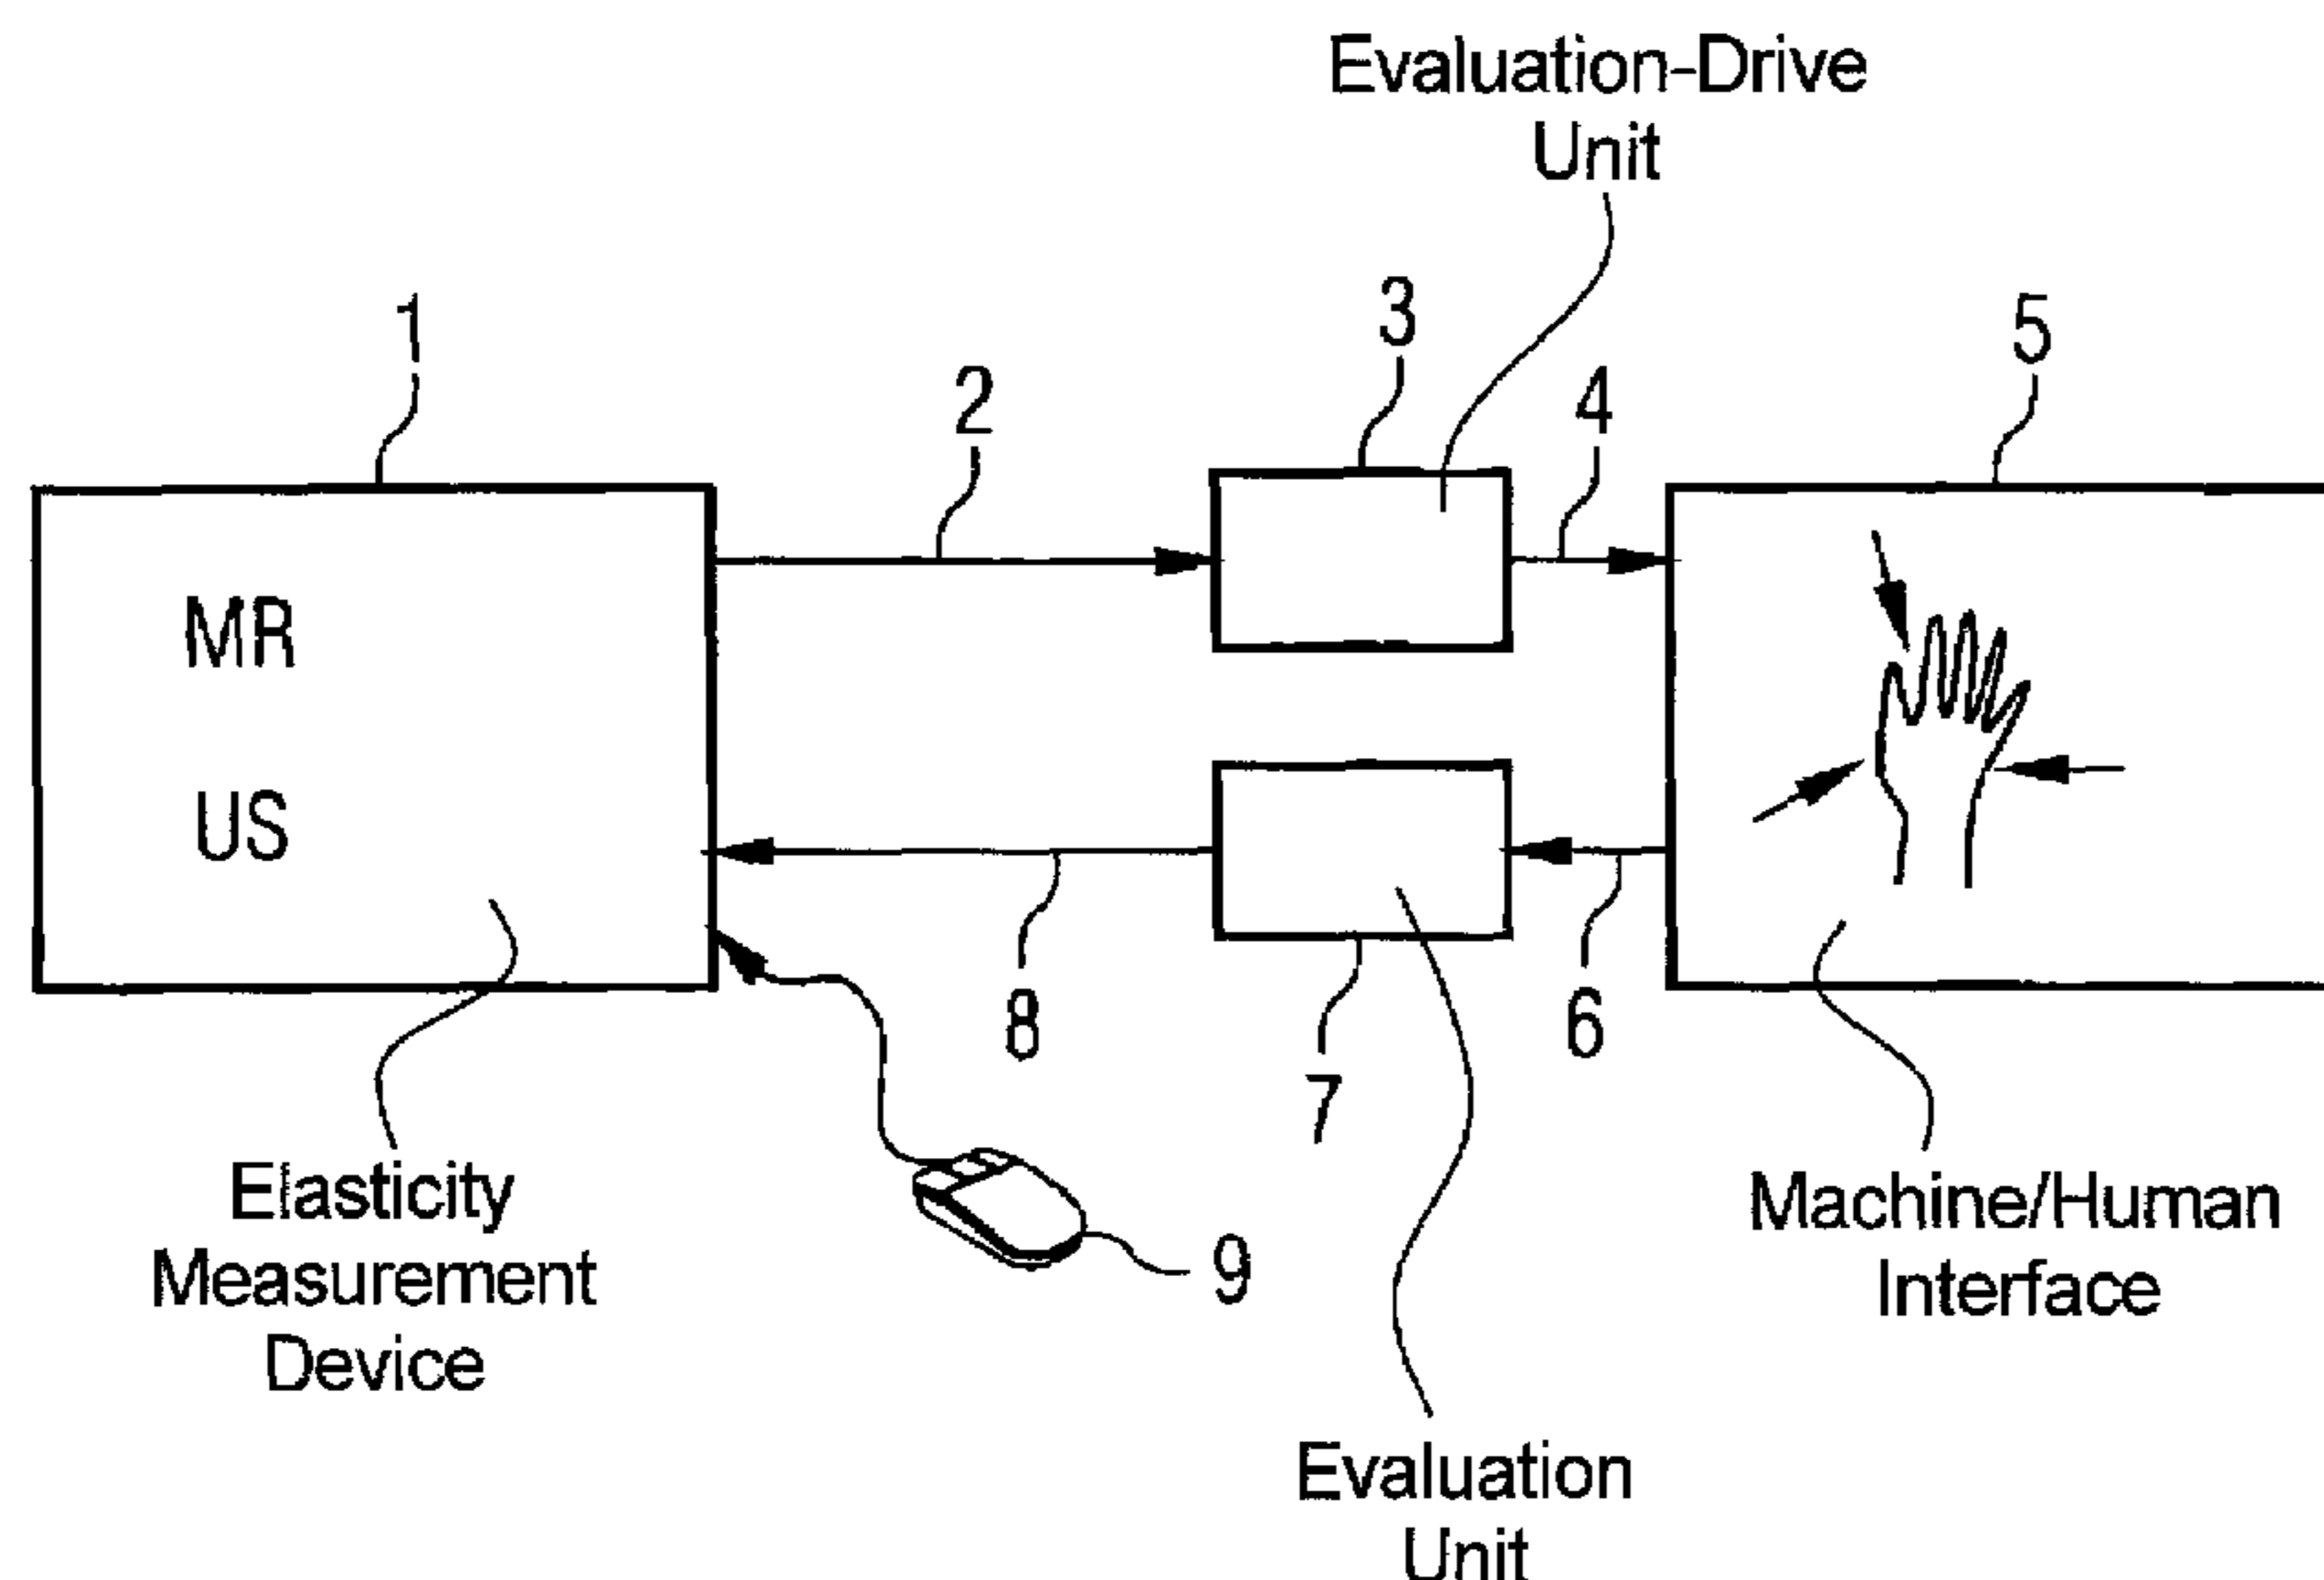 Evaluation-Drive
Unit
1
2
3
4
5
MR
US
8
7
6
9
Elasticity
Measurement
Device
Machine/Human
Interface
Evaluation
Unit